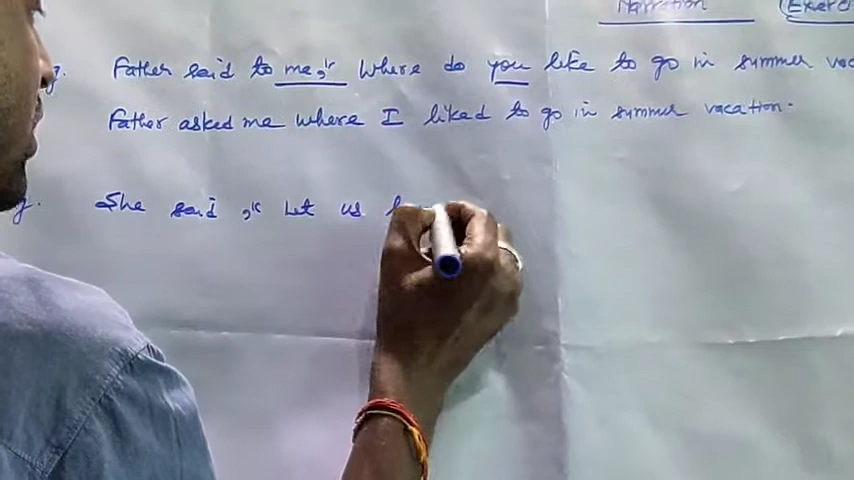 Narration (Exerc
g. Father said to me," Where do you like to go in summer vac
Father asked me where I liked to go in summer vacation.
g. She said ," Let us